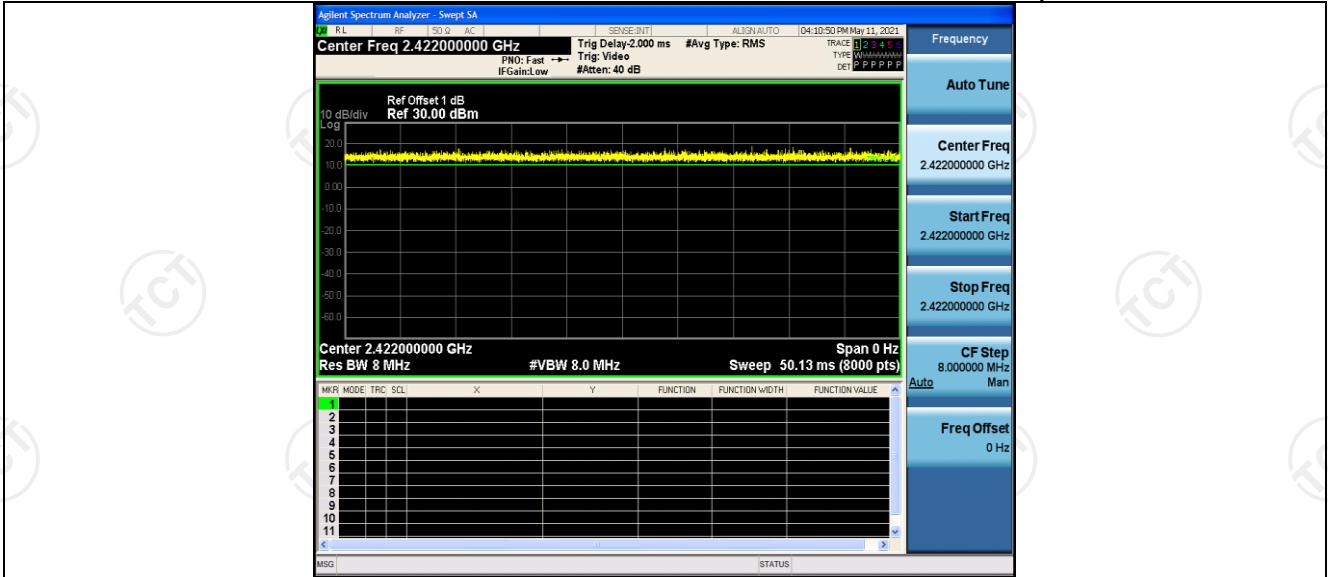 Agilent Spectrum Analyzer - Swept SA
RL RF 50 Ω AC SENSE:INT ALIGN AUTO 04:10:50 PM May 11, 2021
Center Freq 2.422000000 GHz Trig Delay-2.000 ms #Avg Type: RMS TRACE 1 2 3 4 5 6
PNO: Fast Trig: Video TYPE
IFGain:Low #Atten: 40 dB DET P P P P P P
Ref Offset 1 dB
10 dB/div Ref 30.00 dBm
Log
20.0
10.0
0.00
-10.0
-20.0
-30.0
-40.0
-50.0
-60.0
Center 2.422000000 GHz Span 0 Hz
Res BW 8 MHz #VBW 8.0 MHz Sweep 50.13 ms (8000 pts)
MKR MODE TRC SCL X Y FUNCTION FUNCTION WIDTH FUNCTION VALUE
1
2
3
4
5
6
7
8
9
10
11
MSG STATUS
Frequency
Auto Tune
Center Freq
2.422000000 GHz
Start Freq
2.422000000 GHz
Stop Freq
2.422000000 GHz
CF Step
8.000000 MHz
Auto Man
Freq Offset
0 Hz
TCT
TCT